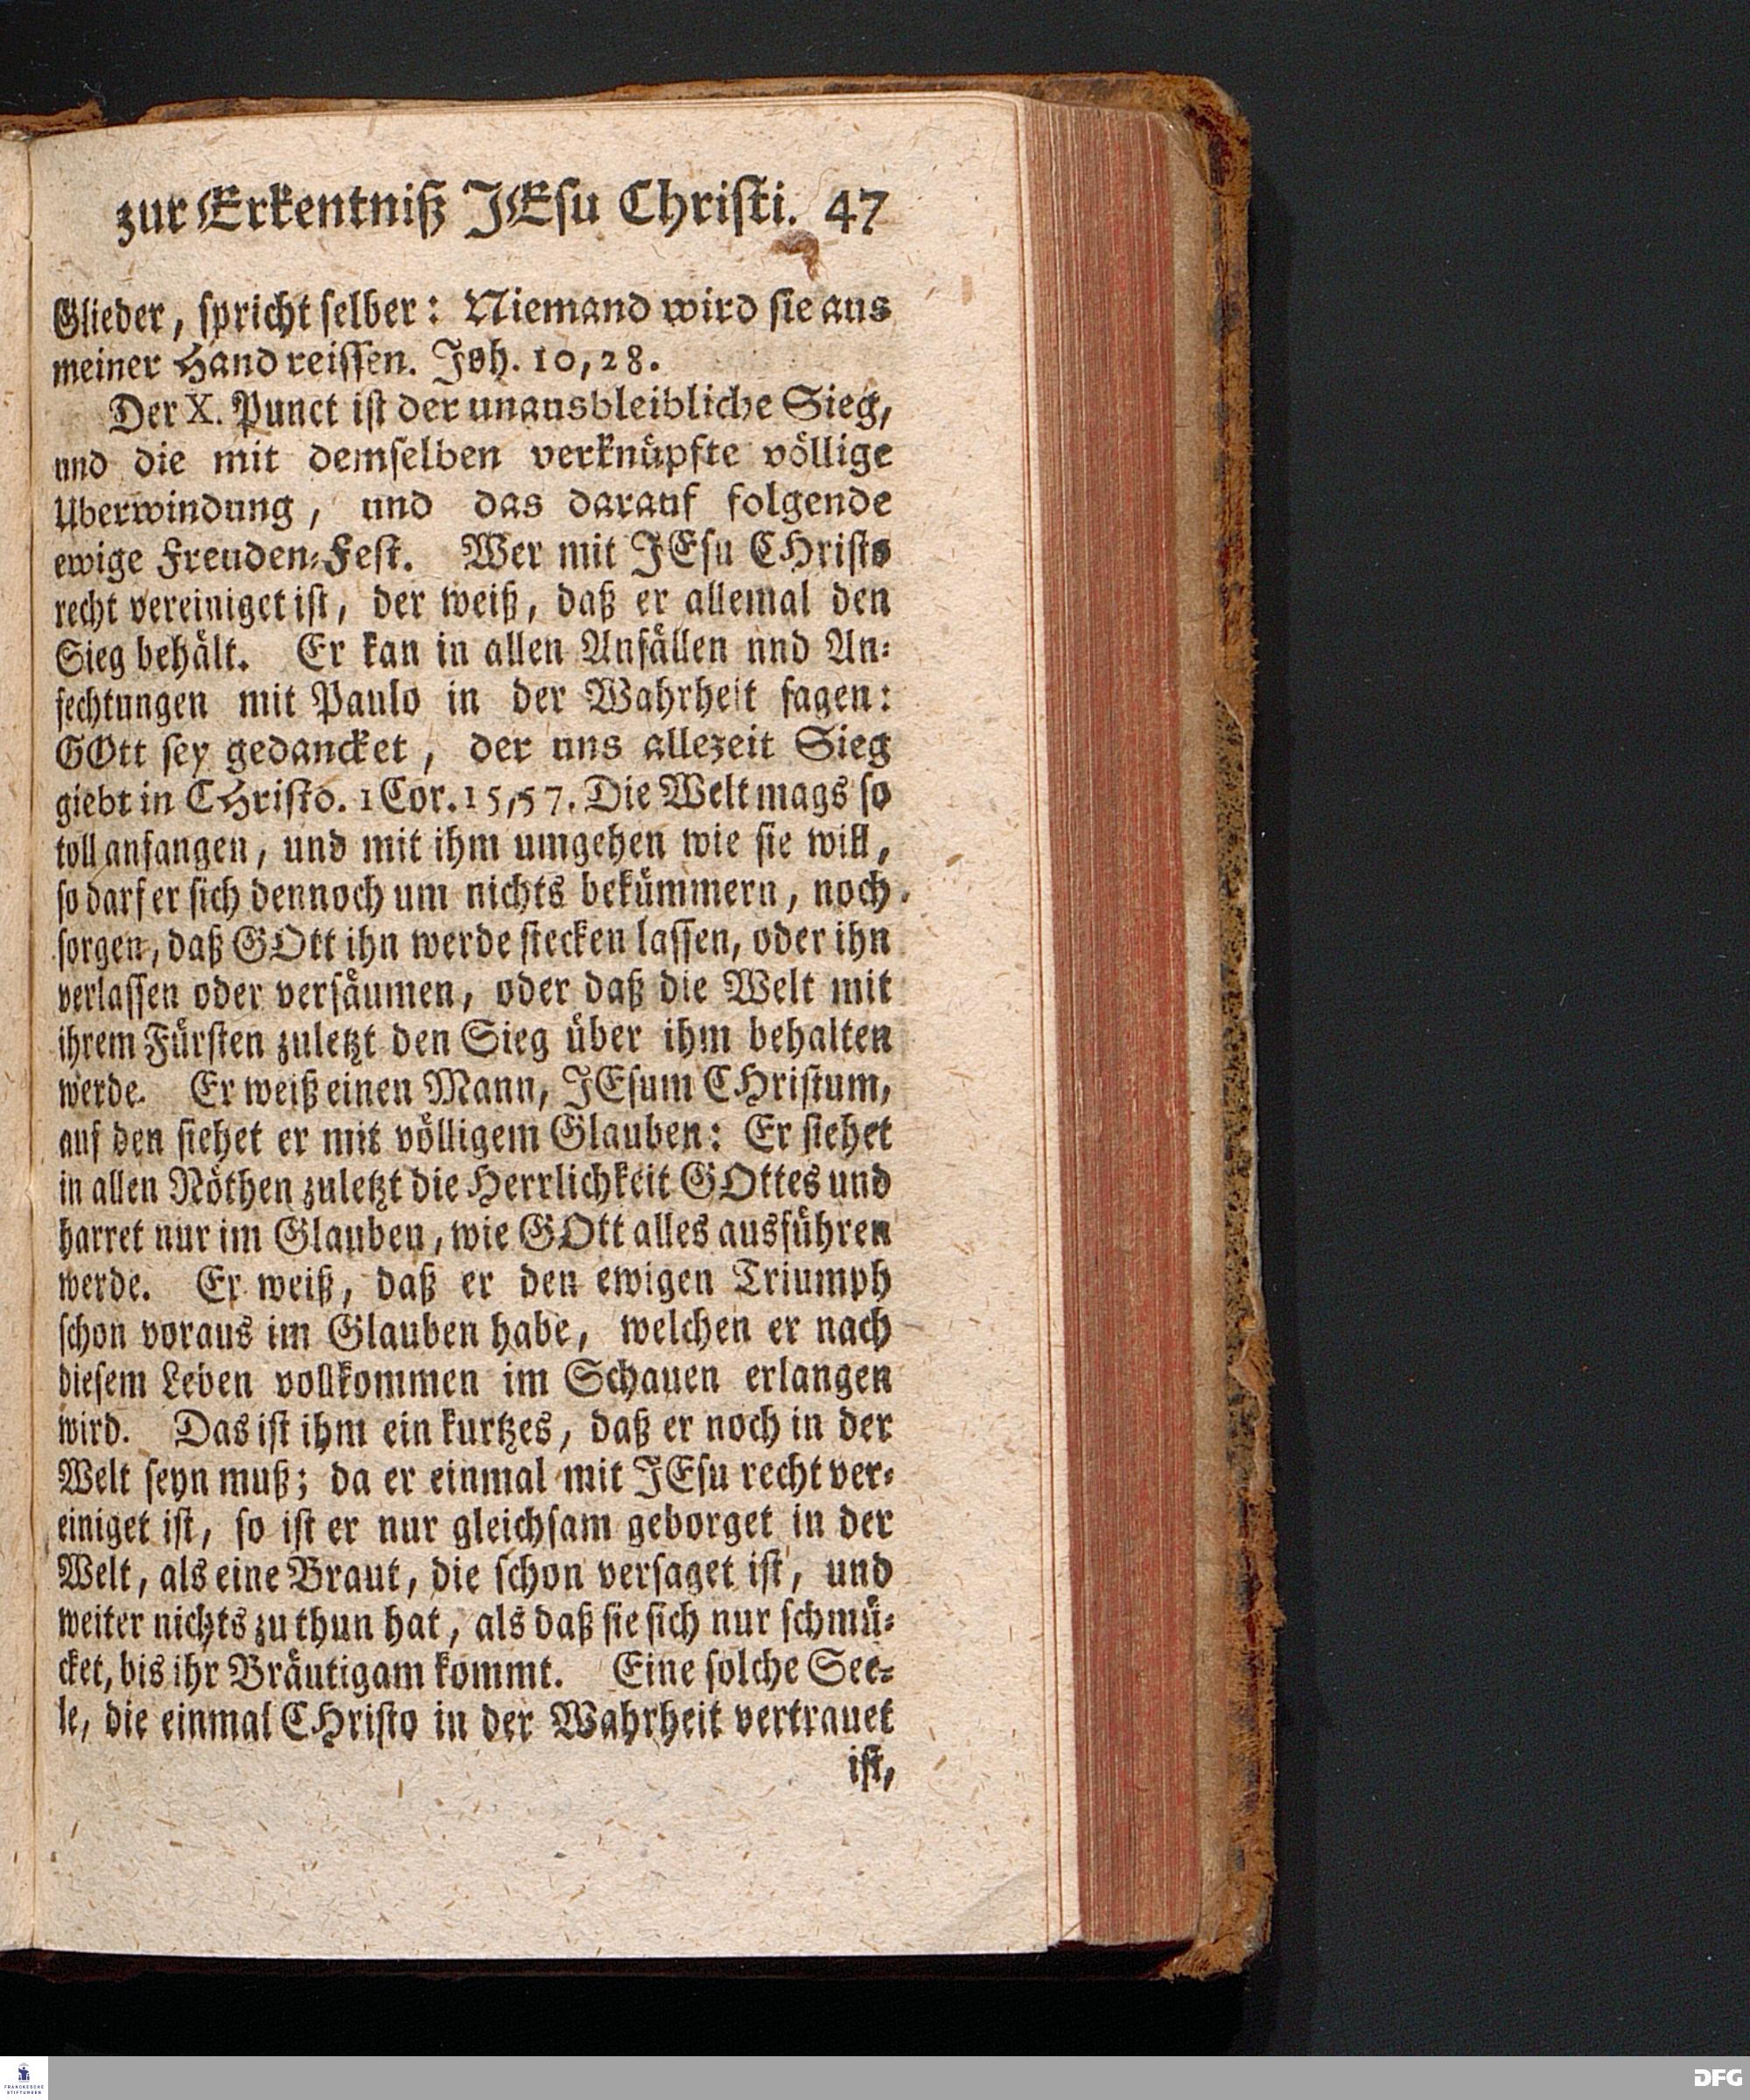 zur Erkentniß JEsu Christi. 47
Glieder, spricht selber: Niemand wird sie aus
meiner Hand reissen. Joh. 10, 28.
Der X. Punct ist der unausbleibliche Sieg,
und die mit demselben verknüpfte völlige
Uberwindung, und das darauf folgende
ewige Freuden-Fest. Wer mit JEsu CHristo
recht vereiniget ist, der weiß, daß er allemal den
Sieg behält. Er kan in allen Anfällen und An-
fechtungen mit Paulo in der Wahrheit sagen:
GOtt sey gedancket, der uns allezeit Sieg
giebt in CHristo. 1 Cor. 15, 57. Die Welt mags so
toll anfangen, und mit ihm umgehen wie sie will,
so darf er sich dennoch um nichts bekümmern, noch
sorgen, daß GOtt ihn werde stecken lassen, oder ihn
verlassen oder versäumen, oder daß die Welt mit
ihrem Fürsten zuletzt den Sieg über ihm behalten
werde. Er weiß einen Mann, JEsum CHristum,
auf den siehet er mit völligem Glauben: Er siehet
in allen Nöthen zuletzt die Herrlichkeit GOttes und
harret nur im Glauben, wie GOtt alles ausführen
werde. Er weiß, daß er den ewigen Triumph
schon voraus im Glauben habe, welchen er nach
diesem Leben vollkommen im Schauen erlangen
wird. Das ist ihm ein kurtzes, daß er noch in der
Welt seyn muß; da er einmal mit JEsu recht ver-
einiget ist, so ist er nur gleichsam geborget in der
Welt, als eine Braut, die schon versaget ist, und
weiter nichts zu thun hat, als daß sie sich nur schmü-
cket, bis ihr Bräutigam kommt. Eine solche See-
le, die einmal CHristo in der Wahrheit vertrauet
ist,
FRANCKESCHE
STIFTUNGEN
DFG